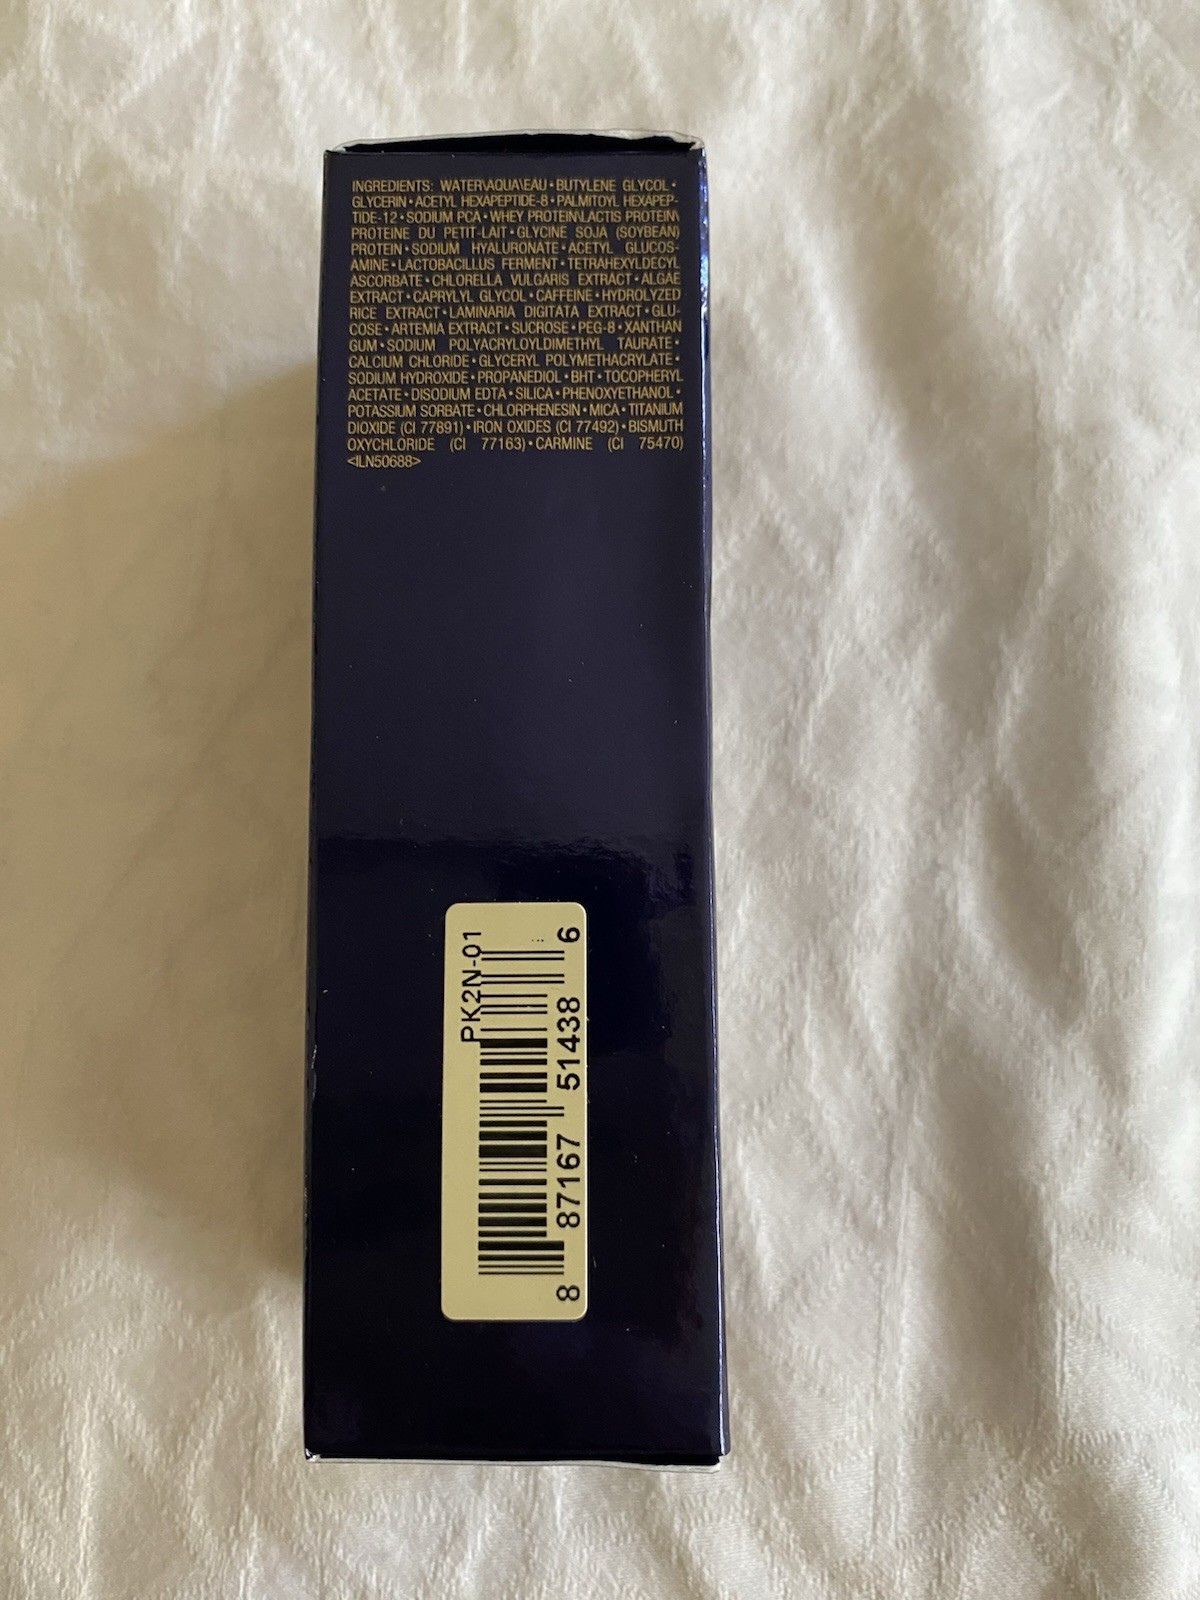 INGREDIENTS: WATER\AQUA\EAU • BUTYLENE GLYCOL •
GLYCERIN • ACETYL HEXAPEPTIDE-8 • PALMITOYL HEXAPEP-
TIDE-12 • SODIUM PCA • WHEY PROTEIN\LACTIS PROTEIN\
PROTEINE DU PETIT-LAIT • GLYCINE SOJA (SOYBEAN)
PROTEIN • SODIUM HYALURONATE • ACETYL GLUCOS-
AMINE • LACTOBACILLUS FERMENT • TETRAHEXYLDECYL
ASCORBATE • CHLORELLA VULGARIS EXTRACT • ALGAE
EXTRACT • CAPRYLYL GLYCOL • CAFFEINE • HYDROLYZED
RICE EXTRACT • LAMINARIA DIGITATA EXTRACT • GLU-
COSE • ARTEMIA EXTRACT • SUCROSE • PEG-8 • XANTHAN
GUM • SODIUM POLYACRYLOYLDIMETHYL TAURATE •
CALCIUM CHLORIDE • GLYCERYL POLYMETHACRYLATE •
SODIUM HYDROXIDE • PROPANEDIOL • BHT • TOCOPHERYL
ACETATE • DISODIUM EDTA • SILICA • PHENOXYETHANOL •
POTASSIUM SORBATE • CHLORPHENESIN • MICA • TITANIUM
DIOXIDE (CI 77891) • IRON OXIDES (CI 77492) • BISMUTH
OXYCHLORIDE (CI 77163) • CARMINE (CI 75470)
<ILN50688>
PK2N-01
8 87167 51438 6